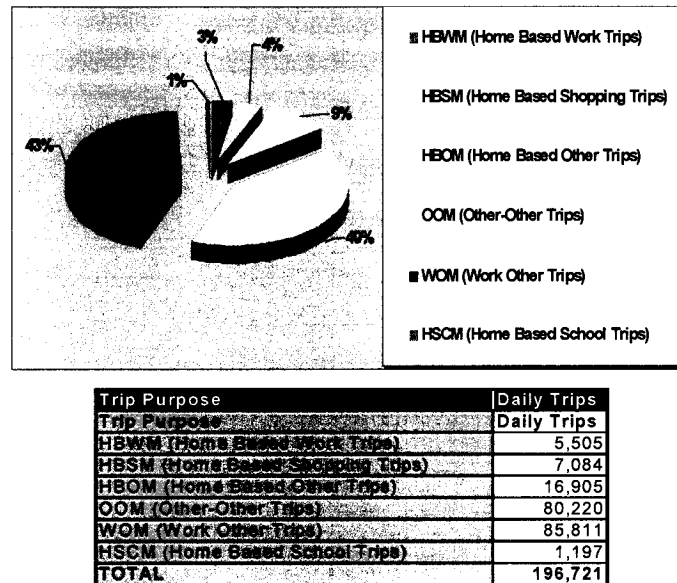 3%
4%
1%
9%
43%
40%
HBWM (Home Based Work Trips)
HBSM (Home Based Shopping Trips)
HBOM (Home Based Other Trips)
OOM (Other-Other Trips)
WOM (Work Other Trips)
HSCM (Home Based School Trips)
Trip Purpose Daily Trips
Trip Purpose Daily Trips
HBWM (Home Based Work Trips) 5,505
HBSM (Home Based Shopping Trips) 7,084
HBOM (Home Based Other Trips) 16,905
OOM (Other-Other Trips) 80,220
WOM (Work Other Trips) 85,811
HSCM (Home Based School Trips) 1,197
TOTAL 196,721